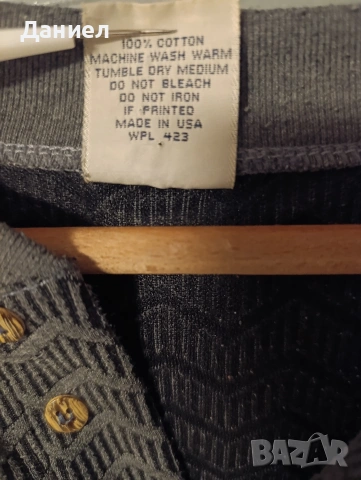 Даниел
100% COTTON
MACHINE WASH WARM
TUMBLE DRY MEDIUM
DO NOT BLEACH
DO NOT IRON
IF PRINTED
MADE IN USA
WPL 423
BAZAR